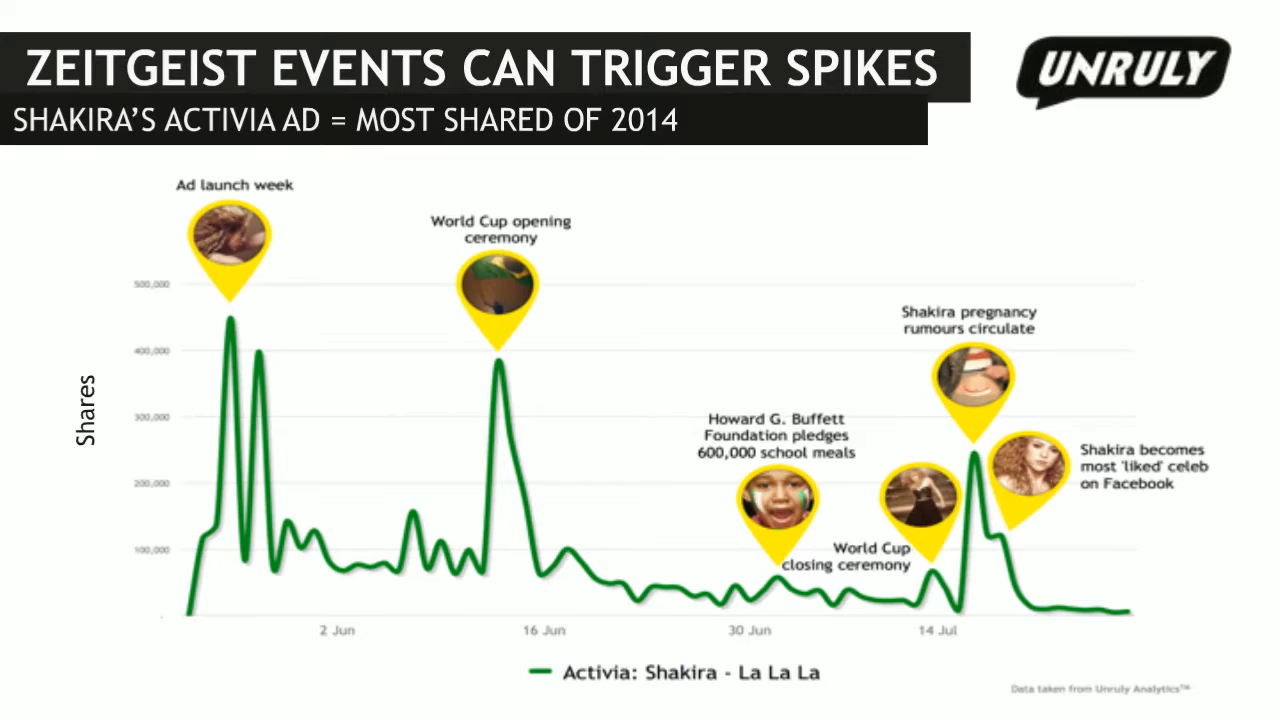 ZEITGEIST EVENTS CAN TRIGGER SPIKES
SHAKIRA'S ACTIVIA AD = MOST SHARED OF 2014
UNRULY
Ad launch week
World Cup opening
ceremony
Shakira pregnancy
rumours circulate
Howard G. Buffett
Foundation pledges
600,000 school meals
Shakira becomes
most 'liked' celeb
on Facebook
World Cup
closing ceremony
Shares
500,000
400,000
300,000
200,000
100,000
-
2 Jun
16 Jun
30 Jun
14 Jul
Activia: Shakira - La La La
Data taken from Unruly Analytics™